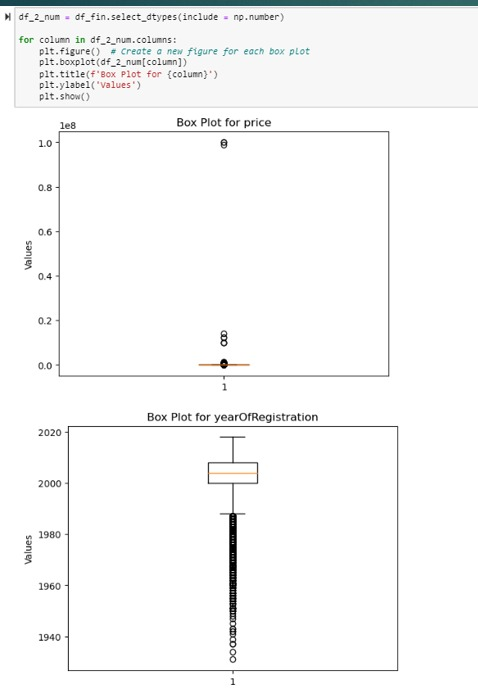 df_2_num = df_fin.select_dtypes(include = np.number)
for column in df_2_num.columns:
plt.figure()  # Create a new figure for each box plot
plt.boxplot(df_2_num[column])
plt.title(f'Box Plot for {column}')
plt.ylabel('Values')
plt.show()
Box Plot for price
1e8
1.0
0.8
0.6
0.4
0.2
0.0
Values
1
Box Plot for yearOfRegistration
2020
2000
1980
1960
1940
Values
1